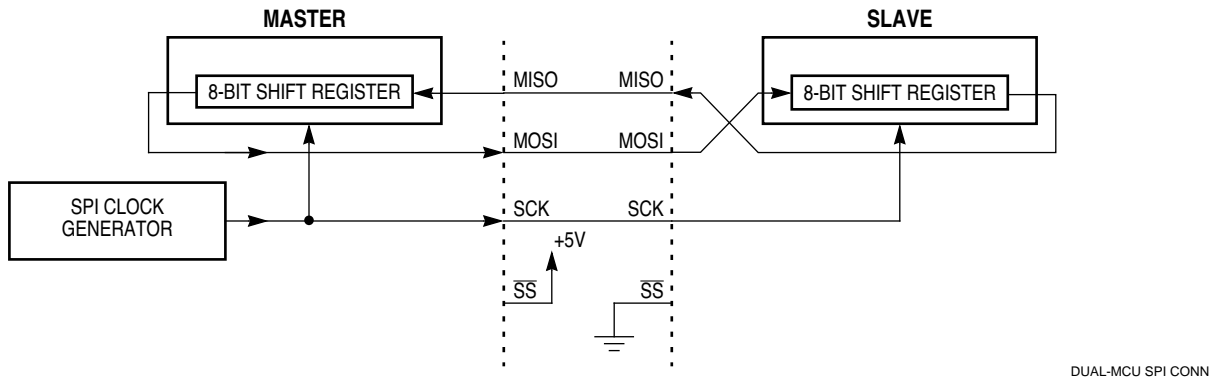 MASTER
SLAVE
8-BIT SHIFT REGISTER
MISO
MISO
8-BIT SHIFT REGISTER
MOSI
MOSI
SPI CLOCK
GENERATOR
SCK
SCK
+5V
SS
SS
DUAL-MCU SPI CONN